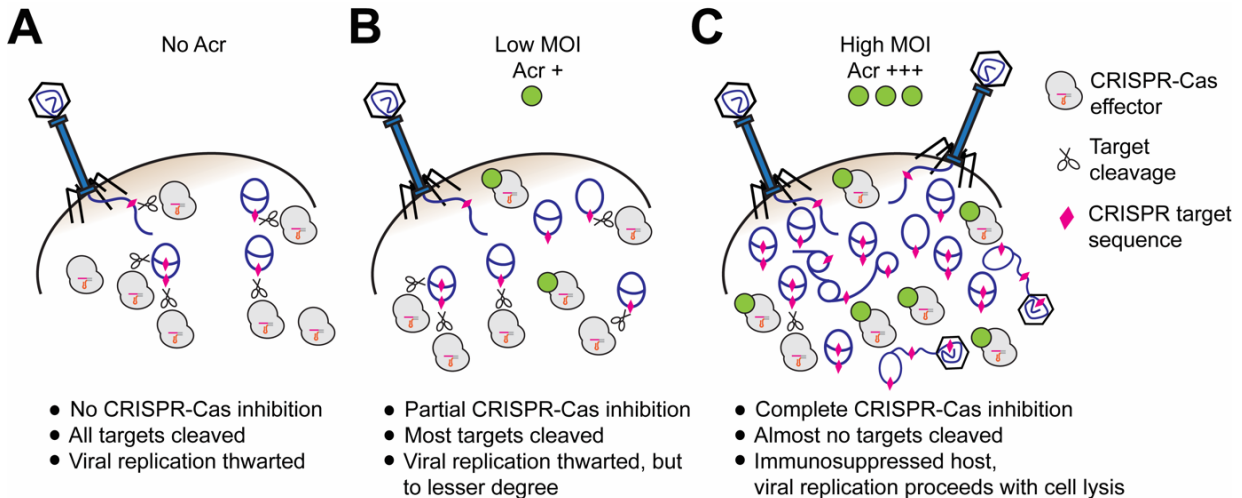 A
No Acr
B
Low MOI
Acr +
C
High MOI
Acr +++
CRISPR-Cas
effector
Target
cleavage
CRISPR target
sequence
● No CRISPR-Cas inhibition
● All targets cleaved
● Viral replication thwarted
● Partial CRISPR-Cas inhibition
● Most targets cleaved
● Viral replication thwarted, but
to lesser degree
● Complete CRISPR-Cas inhibition
● Almost no targets cleaved
● Immunosuppressed host,
viral replication proceeds with cell lysis